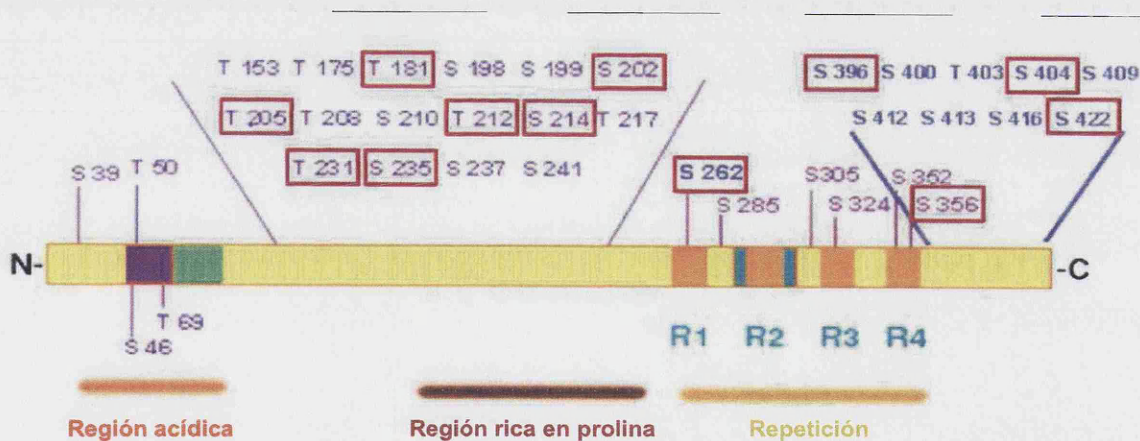 T 153 T 175 T 181 S 198 S 199 S 202
S 396 S 400 T 403 S 404 S 409
T 205 T 208 S 210 T 212 S 214 T 217
S 412 S 413 S 416 S 422
T 231 S 235 S 237 S 241
S 39 T 50
S 262 S 285 S305 S 324 S 352 S 356
N- -C
S 46 T 69
R1 R2 R3 R4
Región acídica Región rica en prolina Repetición